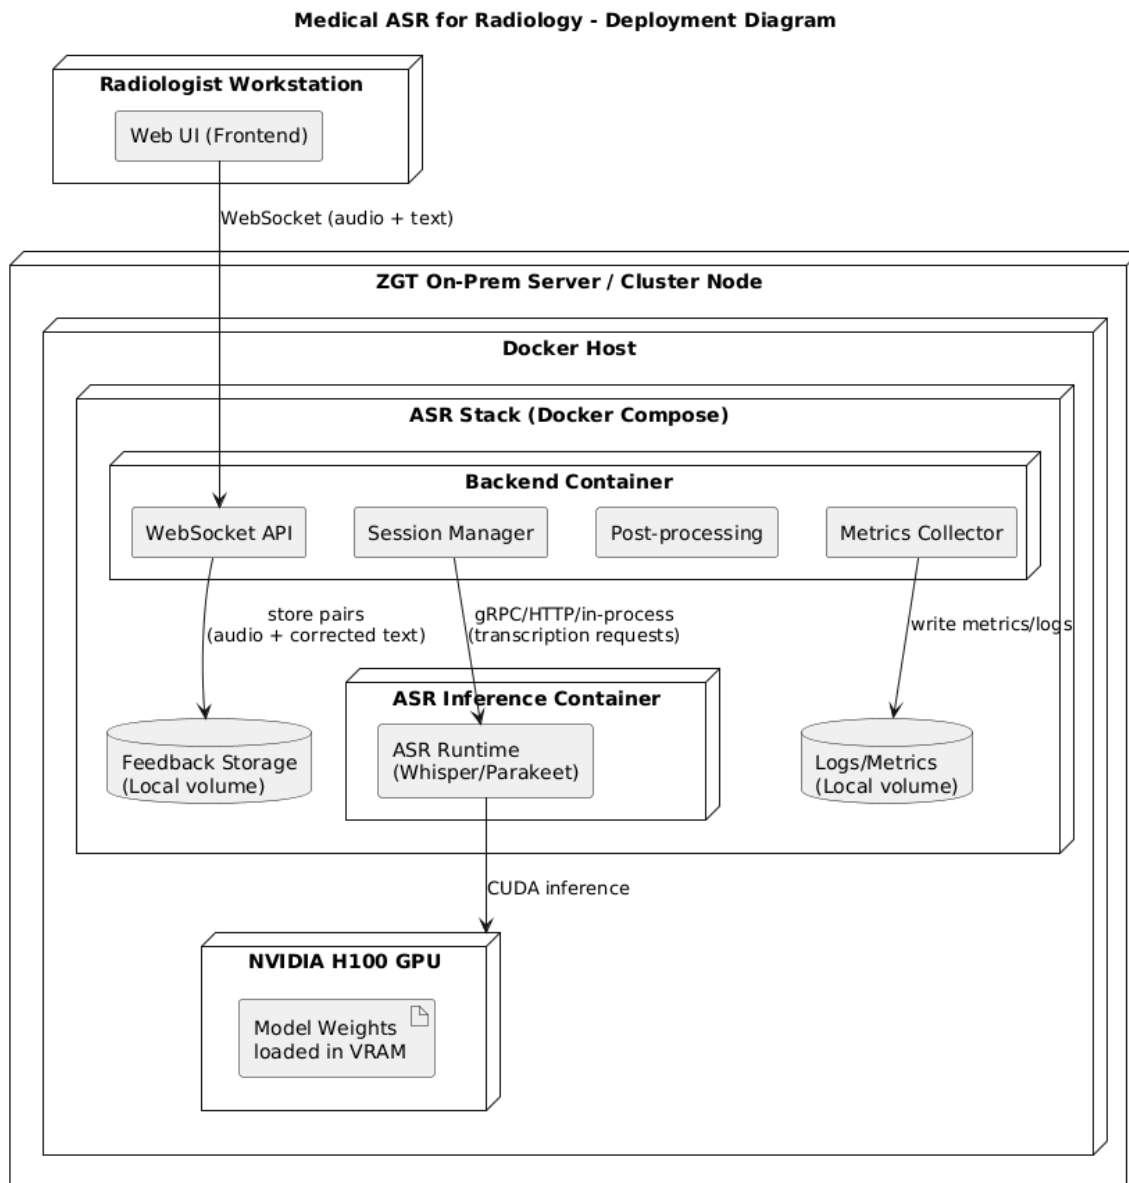 Medical ASR for Radiology - Deployment Diagram
Radiologist Workstation
Web UI (Frontend)
WebSocket (audio + text)
ZGT On-Prem Server / Cluster Node
Docker Host
ASR Stack (Docker Compose)
Backend Container
WebSocket API
Session Manager
Post-processing
Metrics Collector
store pairs
(audio + corrected text)
gRPC/HTTP/in-process
(transcription requests)
write metrics/logs
ASR Inference Container
ASR Runtime
(Whisper/Parakeet)
Feedback Storage
(Local volume)
Logs/Metrics
(Local volume)
CUDA inference
NVIDIA H100 GPU
Model Weights
loaded in VRAM